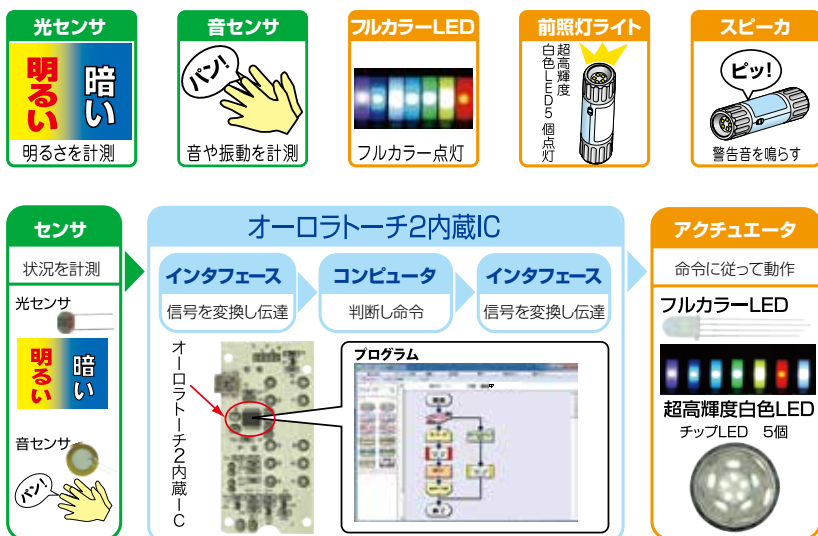 光センサ
明るい
暗い
明るさを計測
音センサ
パン!
音や振動を計測
フルカラーLED
フルカラー点灯
前照灯ライト
超高輝度
白色LED5個点灯
スピーカ
ピッ!
警告音を鳴らす
センサ
状況を計測
光センサ
明るい
暗い
音センサ
パン!
オーロラトーチ2内蔵IC
インタフェース
信号を変換し伝達
コンピュータ
判断し命令
インタフェース
信号を変換し伝達
オーロラトーチ2内蔵IC
プログラム
アクチュエータ
命令に従って動作
フルカラーLED
超高輝度白色LED
チップLED 5個